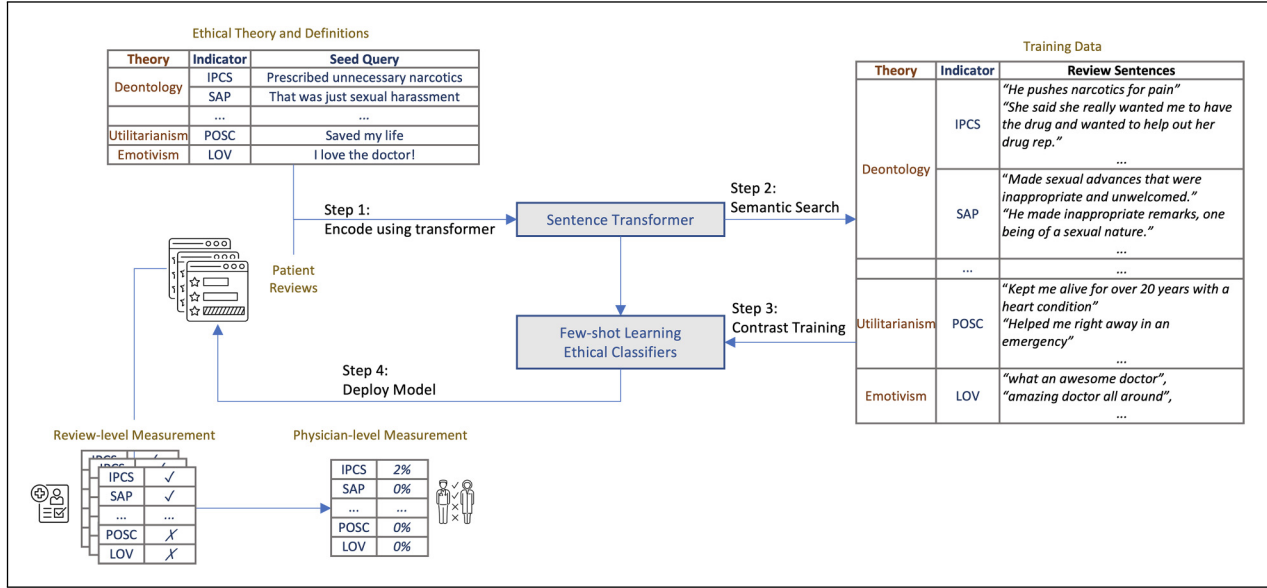 Ethical Theory and Definitions
Theory Indicator Seed Query
Deontology
IPCS Prescribed unnecessary narcotics
SAP That was just sexual harassment
... ...
Utilitarianism POSC Saved my life
Emotivism LOV I love the doctor!
Step 1:
Encode using transformer
Patient
Reviews
Sentence Transformer
Step 2:
Semantic Search
Training Data
Theory Indicator Review Sentences
Deontology
IPCS
“He pushes narcotics for pain”
“She said she really wanted me to have
the drug and wanted to help out her
drug rep.”
...
SAP
“Made sexual advances that were
inappropriate and unwelcomed.”
“He made inappropriate remarks, one
being of a sexual nature.”
...
... ...
Utilitarianism POSC
“Kept me alive for over 20 years with a
heart condition”
“Helped me right away in an
emergency”
...
Emotivism LOV
“what an awesome doctor”,
“amazing doctor all around”,
...
Step 3:
Contrast Training
Few-shot Learning
Ethical Classifiers
Step 4:
Deploy Model
Review-level Measurement
IPCS ✓
SAP ✓
... ...
POSC ✗
LOV ✗
Physician-level Measurement
IPCS 2%
SAP 0%
... ...
POSC 0%
LOV 0%